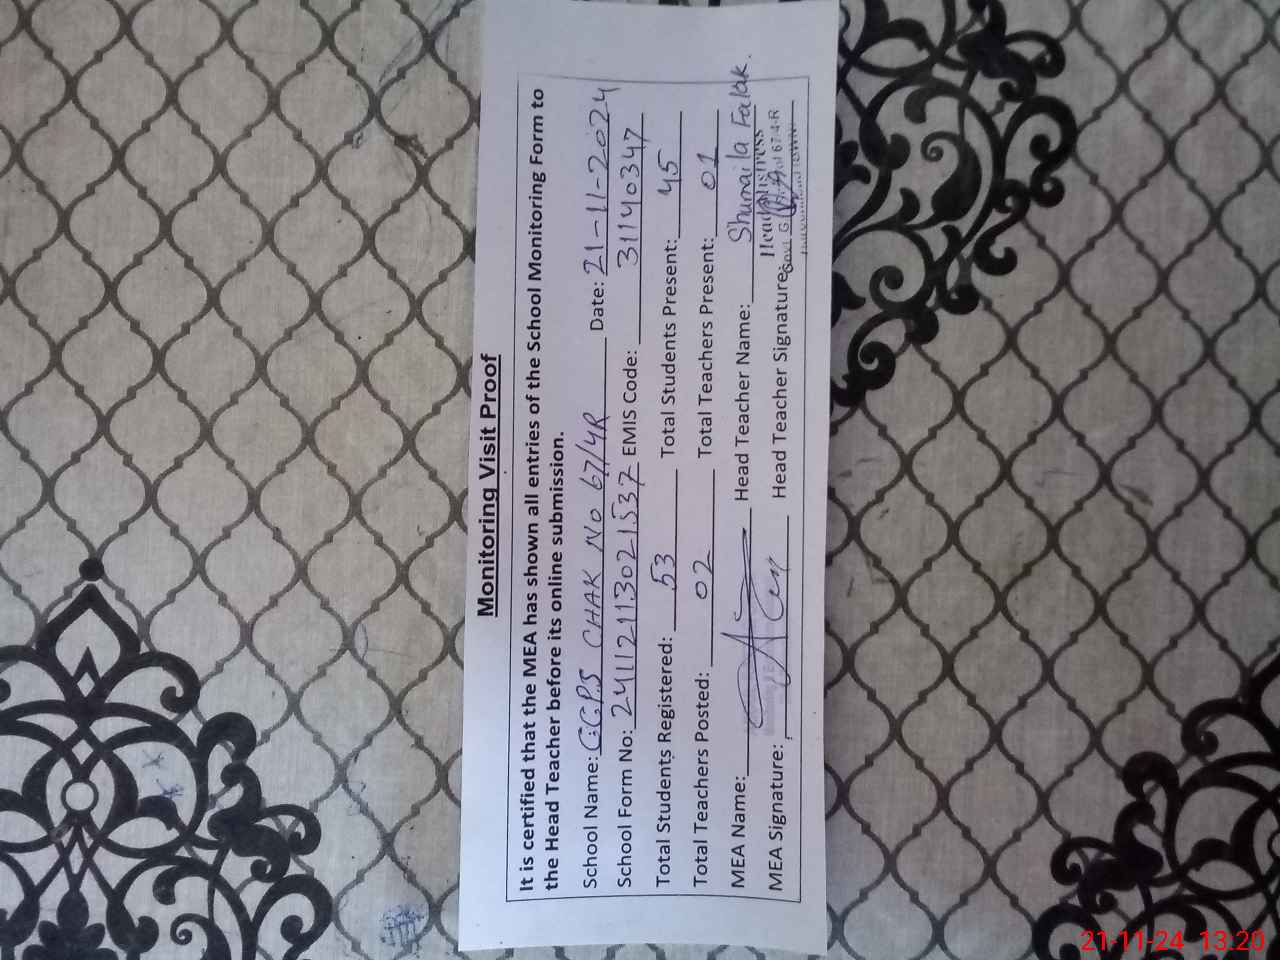 Monitoring Visit Proof
It is certified that the MEA has shown all entries of the School Monitoring Form to
the Head Teacher before its online submission.
School Name: G.G.P.S CHAK No 67/4R Date: 21-11-2024
School Form No: 24112113021537 EMIS Code: 31140347
Total Students Registered: 53 Total Students Present: 45
Total Teachers Posted: 02 Total Teachers Present: 01
MEA Name: Head Teacher Name: Shumaila Falak.
MEA Signature: Head Teacher Signature:
Headmistress
Govt G 67 4-R
21-11-24 13.20